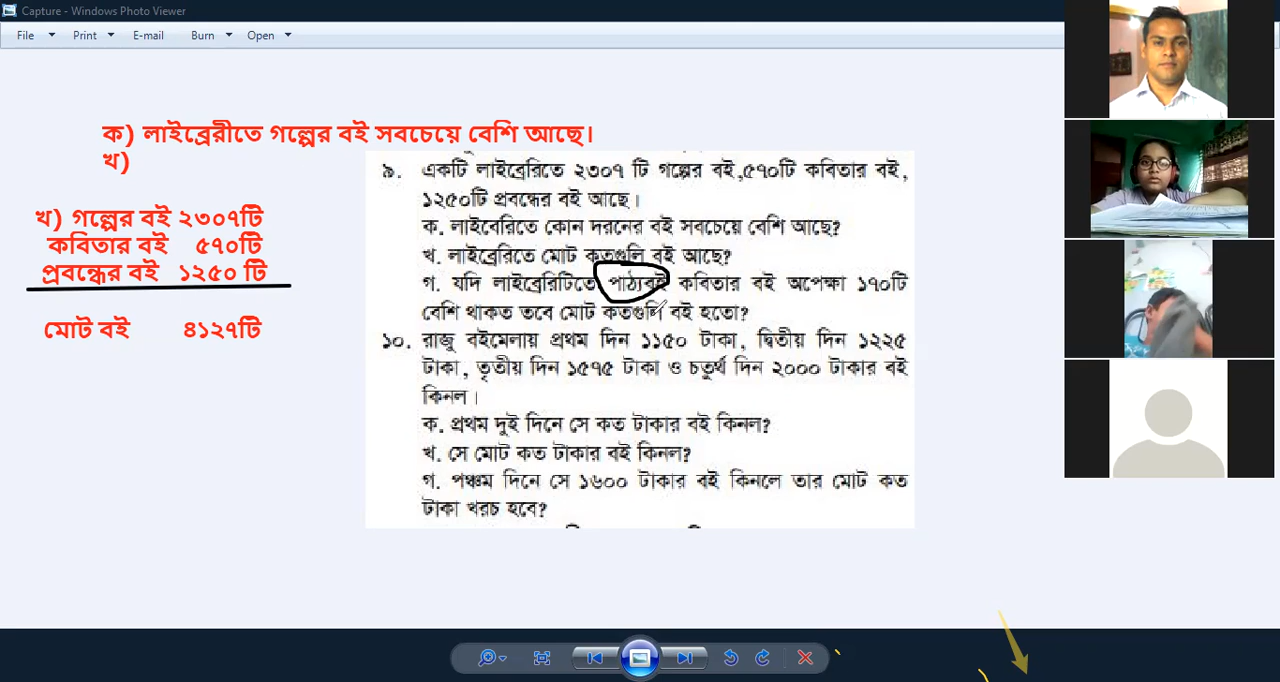 Capture - Windows Photo Viewer
File Print E-mail Burn Open
ক) লাইব্রেরীতে গল্পের বই সবচেয়ে বেশি আছে।
খ)
খ) গল্পের বই ২৩০৭টি
কবিতার বই ৫৭০টি
প্রবন্ধের বই ১২৫০ টি
মোট বই ৪১২৭টি
৯. একটি লাইব্রেরিতে ২৩০৭ টি গল্পের বই,৫৭০টি কবিতার বই,
১২৫০টি প্রবন্ধের বই আছে।
ক. লাইবেরিতে কোন দরনের বই সবচেয়ে বেশি আছে?
খ. লাইব্রেরিতে মোট কতগুলি বই আছে?
গ. যদি লাইব্রেরিটিতে পাঠ্যবই কবিতার বই অপেক্ষা ১৭০টি
বেশি থাকত তবে মোট কতগুলি বই হতো?
১০. রাজু বইমেলায় প্রথম দিন ১১৫০ টাকা, দ্বিতীয় দিন ১২২৫
টাকা, তৃতীয় দিন ১৫৭৫ টাকা ও চতুর্থ দিন ২০০০ টাকার বই
কিনল।
ক. প্রথম দুই দিনে সে কত টাকার বই কিনল?
খ. সে মোট কত টাকার বই কিনল?
গ. পঞ্চম দিনে সে ১৬০০ টাকার বই কিনলে তার মোট কত
টাকা খরচ হবে?